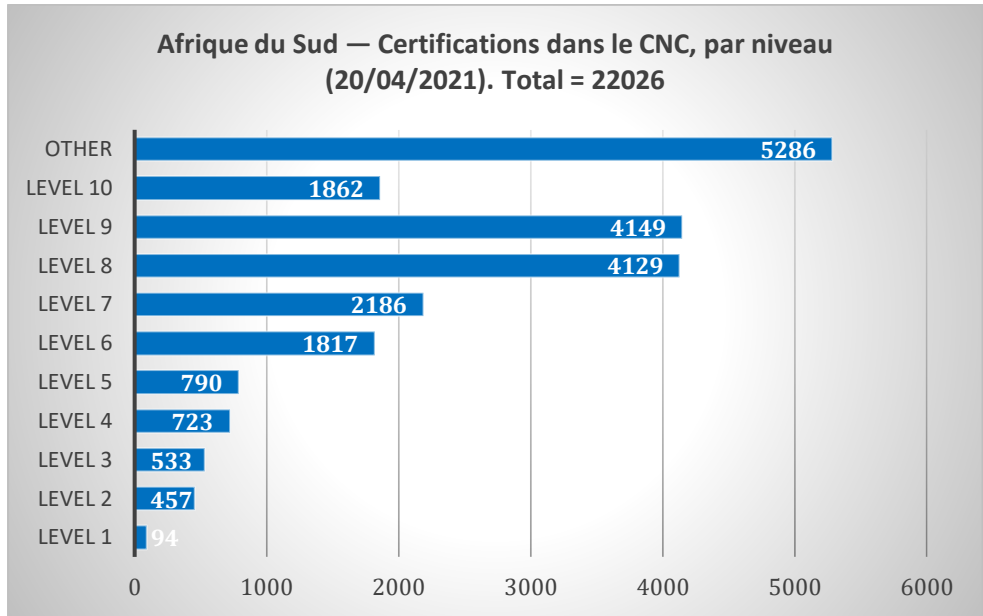 Afrique du Sud — Certifications dans le CNC, par niveau
(20/04/2021). Total = 22026
OTHER 5286
LEVEL 10 1862
LEVEL 9 4149
LEVEL 8 4129
LEVEL 7 2186
LEVEL 6 1817
LEVEL 5 790
LEVEL 4 723
LEVEL 3 533
LEVEL 2 457
LEVEL 1 94
0 1000 2000 3000 4000 5000 6000